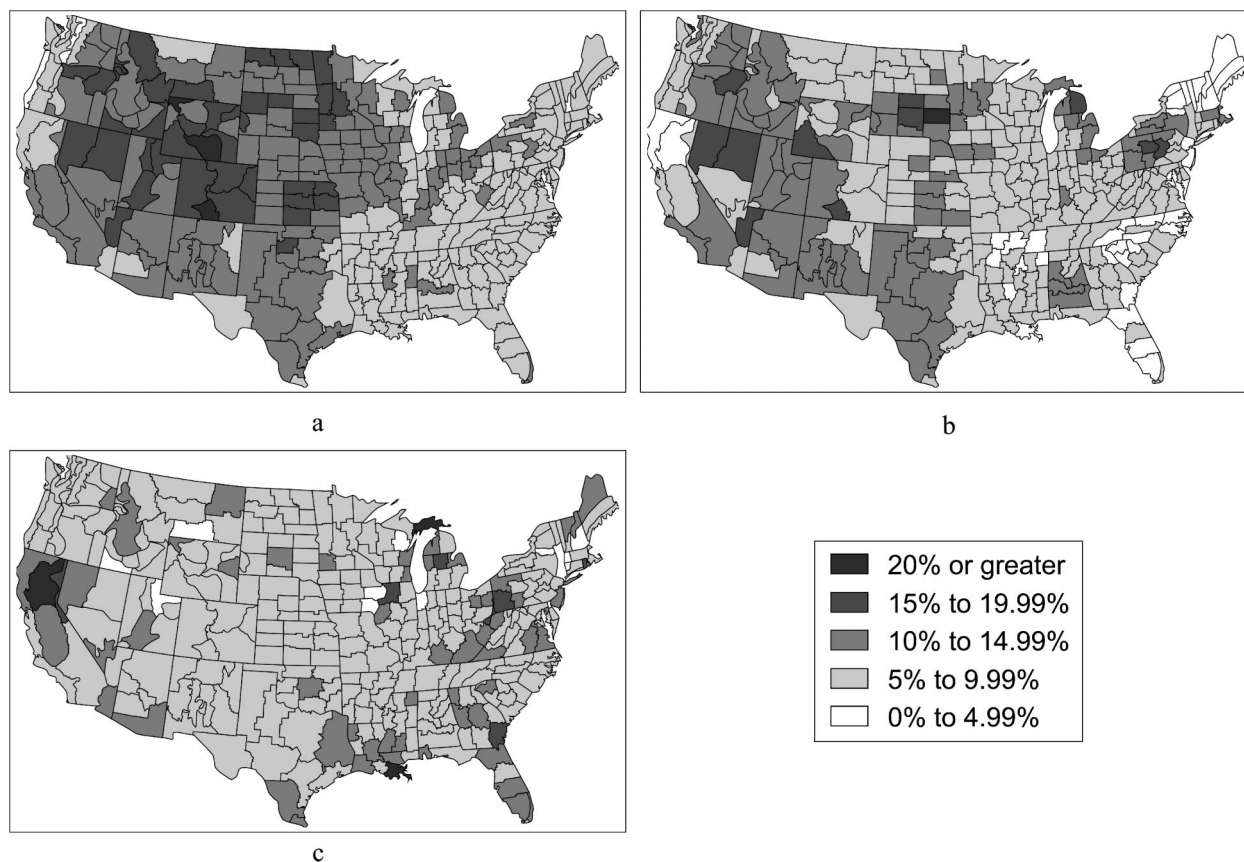 a
b
20% or greater
15% to 19.99%
10% to 14.99%
5% to 9.99%
0% to 4.99%
c